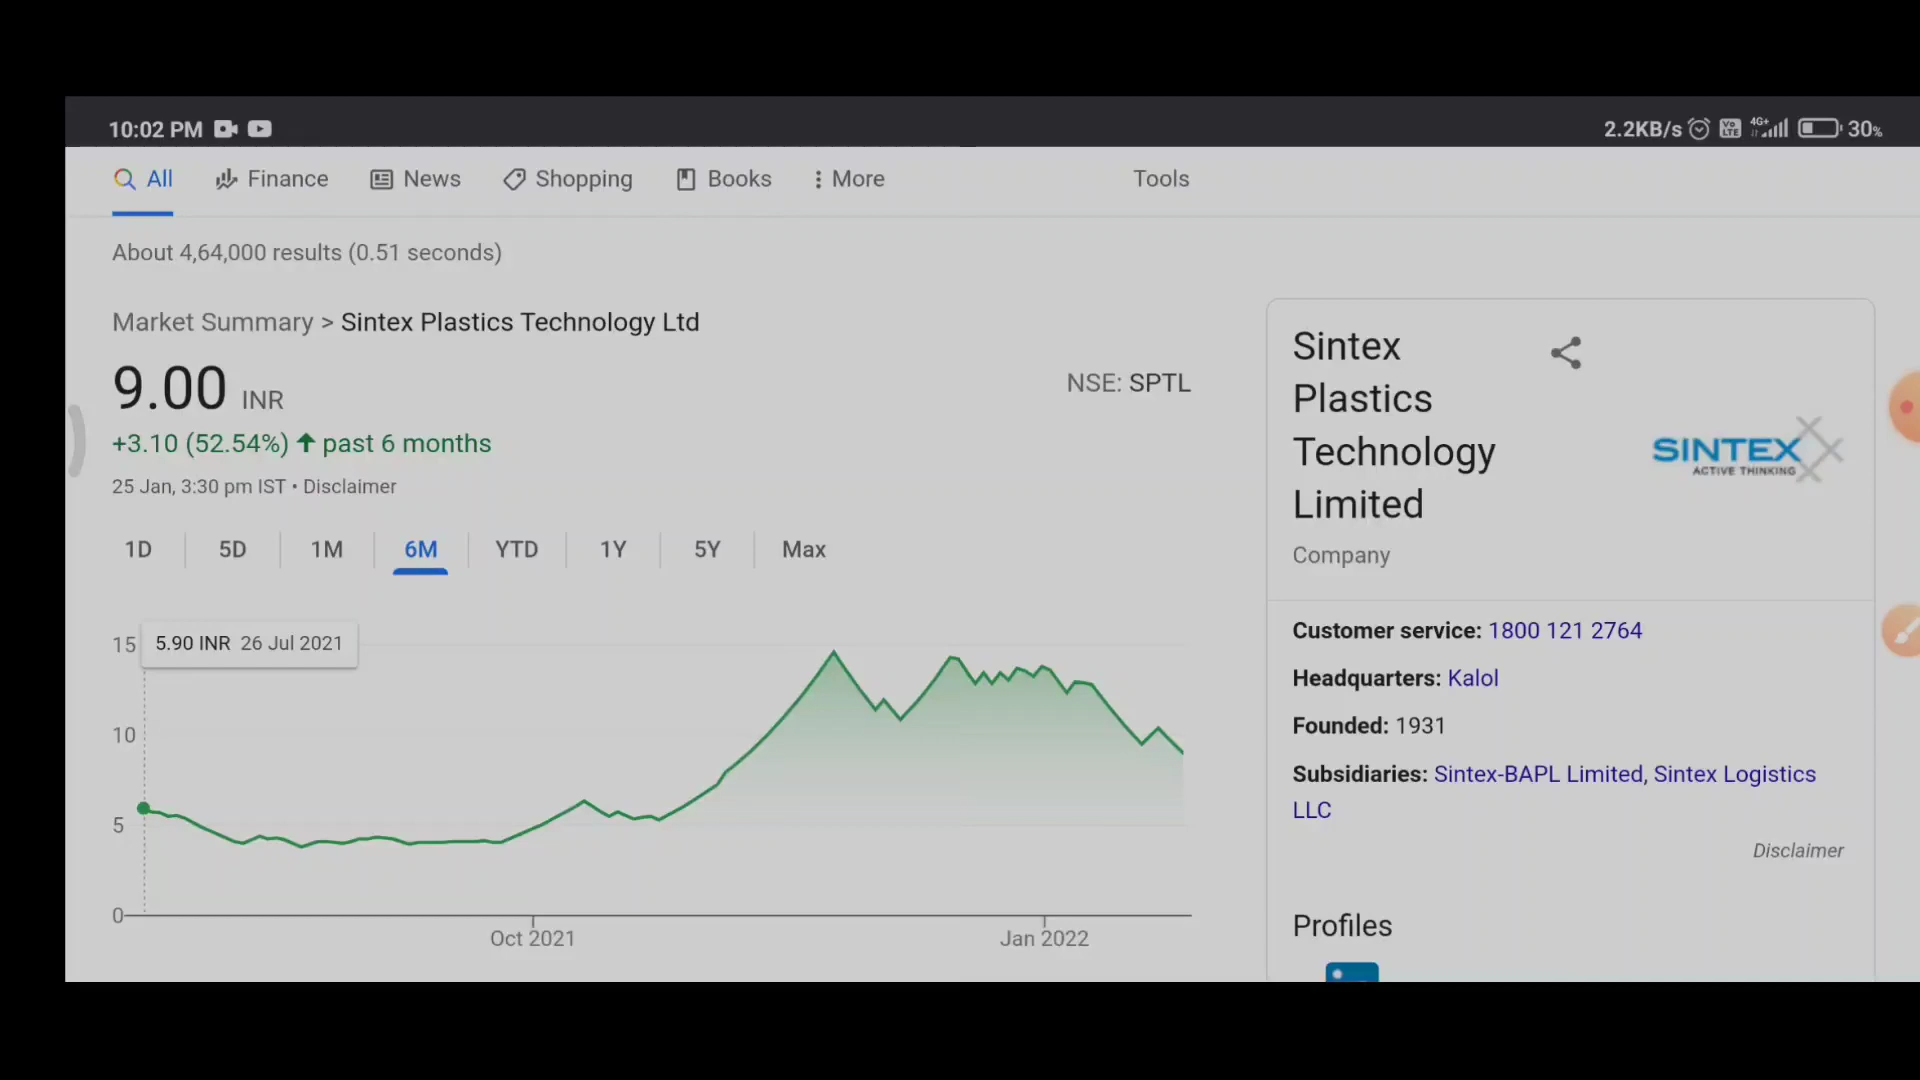 10:02 PM
2.2KB/s Vo LTE 4G+ 30%
All Finance News Shopping Books More Tools
About 4,64,000 results (0.51 seconds)
Market Summary > Sintex Plastics Technology Ltd
9.00 INR
NSE: SPTL
+3.10 (52.54%) past 6 months
25 Jan, 3:30 pm IST • Disclaimer
1D 5D 1M 6M YTD 1Y 5Y Max
5.90 INR 26 Jul 2021
15
10
5
0
Oct 2021 Jan 2022
Sintex
Plastics
Technology
Limited
Company
SINTEX
ACTIVE THINKING
Customer service: 1800 121 2764
Headquarters: Kalol
Founded: 1931
Subsidiaries: Sintex-BAPL Limited, Sintex Logistics
LLC
Disclaimer
Profiles